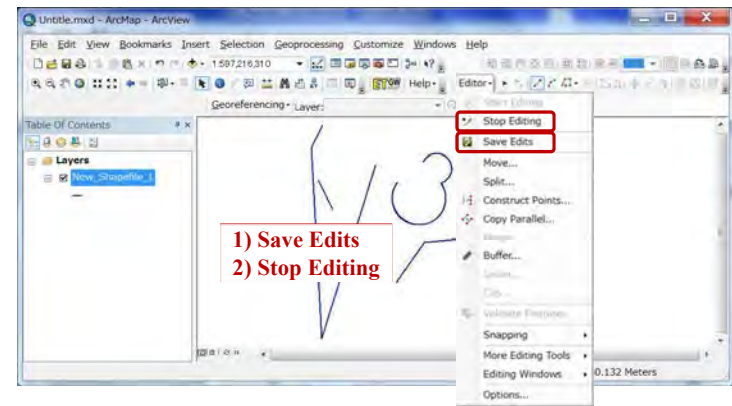 Untitle.mxd - ArcMap - ArcView
File Edit View Bookmarks Insert Selection Geoprocessing Customize Windows Help
1:597,216,310
Help Editor
Georeferencing Layer:
Start Editing
Table Of Contents
Stop Editing
Save Edits
Layers
New_Shapefile_1
Move...
Split...
Construct Points...
Copy Parallel...
Merge...
Buffer...
Union...
Clip...
Validate Features
Snapping
More Editing Tools
Editing Windows
Options...
1) Save Edits
2) Stop Editing
0.132 Meters